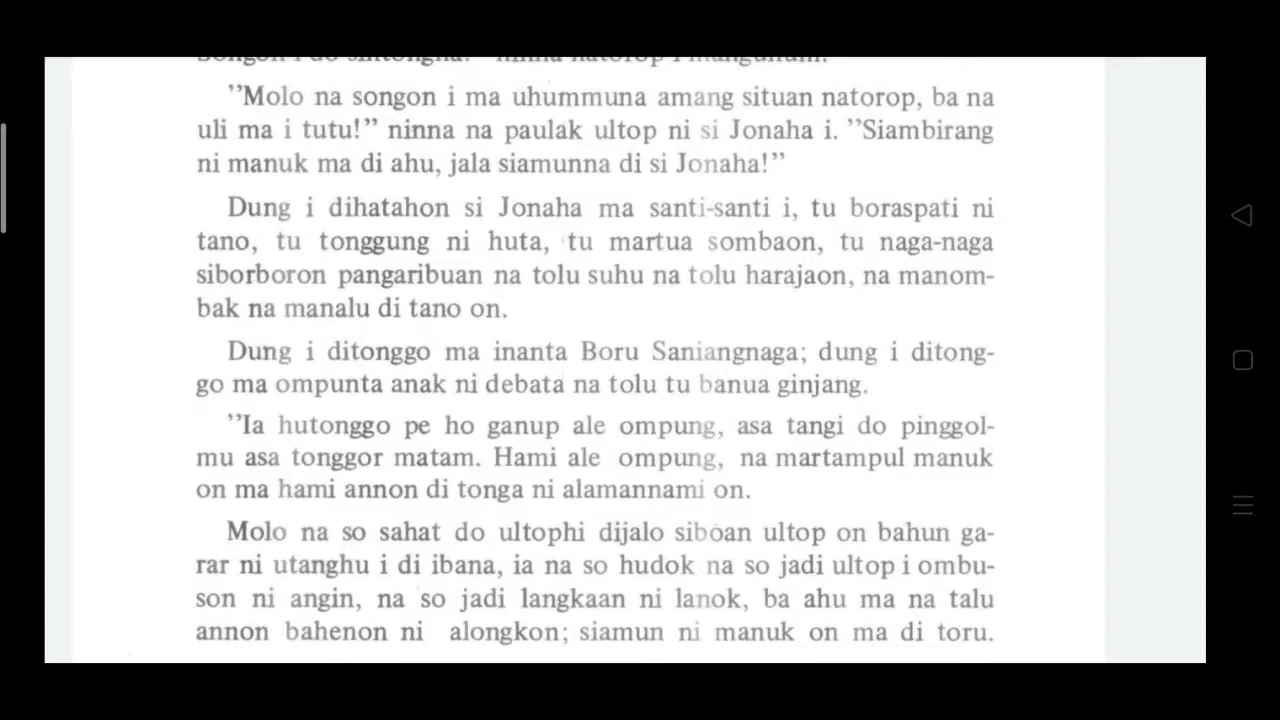 songon i do sintongna!" ninna natorop i manguhum.
''Molo na songon i ma uhummuna amang situan natorop, ba na
uli ma i tutu!'' ninna na paulak ultop ni si Jonaha i. ''Siambirang
ni manuk ma di ahu, jala siamunna di si Jonaha!''
Dung i dihatahon si Jonaha ma santi-santi i, tu boraspati ni
tano, tu tonggung ni huta, tu martua sombaon, tu naga-naga
siborboron pangaribuan na tolu suhu na tolu harajaon, na manom-
bak na manalu di tano on.
Dung i ditonggo ma inanta Boru Saniangnaga; dung i ditong-
go ma ompunta anak ni debata na tolu tu banua ginjang.
''Ia hutonggo pe ho ganup ale ompung, asa tangi do pinggol-
mu asa tonggor matam. Hami ale ompung, na martampul manuk
on ma hami annon di tonga ni alamannami on.
Molo na so sahat do ultophi dijalo siboan ultop on bahun ga-
rar ni utanghu i di ibana, ia na so hudok na so jadi ultop i ombu-
son ni angin, na so jadi langkaan ni lanok, ba ahu ma na talu
annon bahenon ni alongkon; siamun ni manuk on ma di toru.